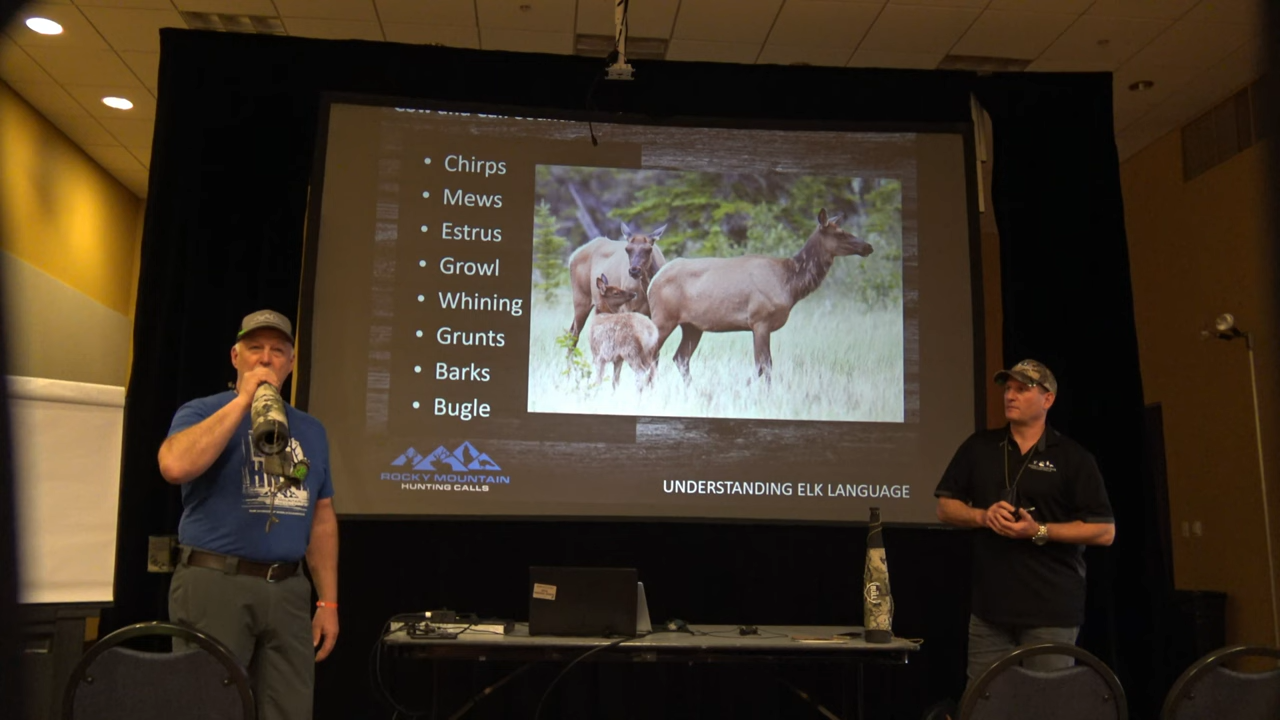 • Chirps
• Mews
• Estrus
• Growl
• Whining
• Grunts
• Barks
• Bugle
ROCKY MOUNTAIN
HUNTING CALLS
UNDERSTANDING ELK LANGUAGE